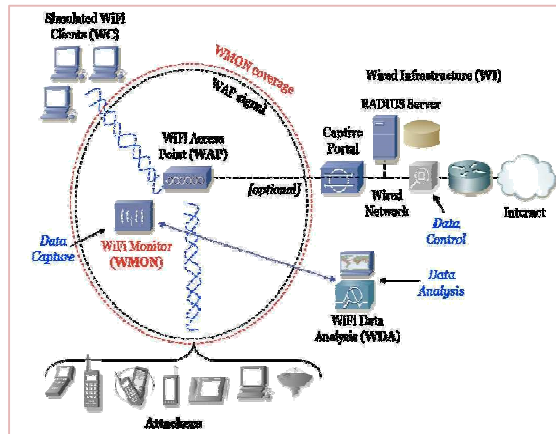 Simulated WiFi
Clients (WC)
WMON coverage
WAP signal
Wired Infrastructure (WI)
RADIUS Server
WiFi Access
Point (WAP)
Captive
Portal
[optional]
Wired
Network
Internet
Data
Control
Data
Capture
WiFi Monitor
(WMON)
Data
Analysis
WiFi Data
Analysis (WDA)
Attackers